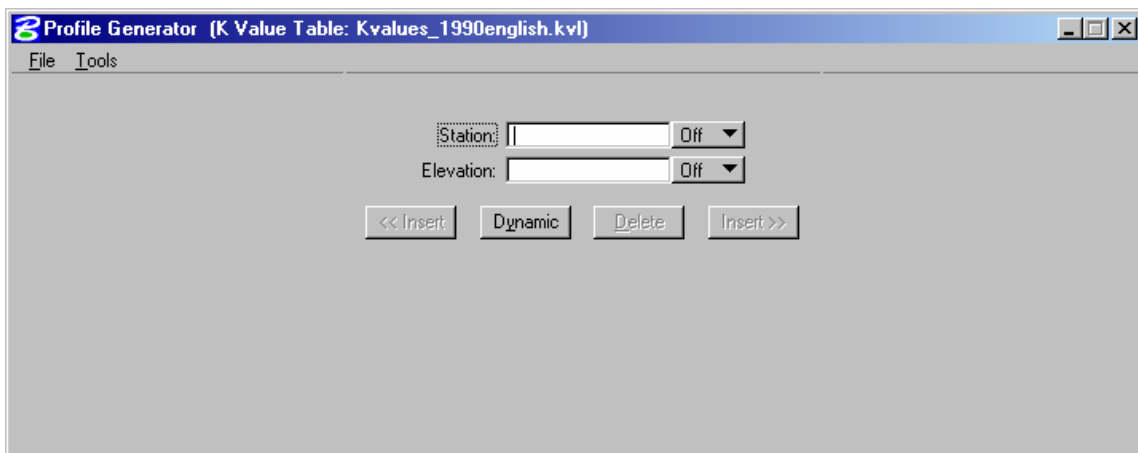 Profile Generator (K Value Table: Kvalues_1990english.kvl)
File Tools
Station: Off
Elevation: Off
<< Insert Dynamic Delete Insert >>